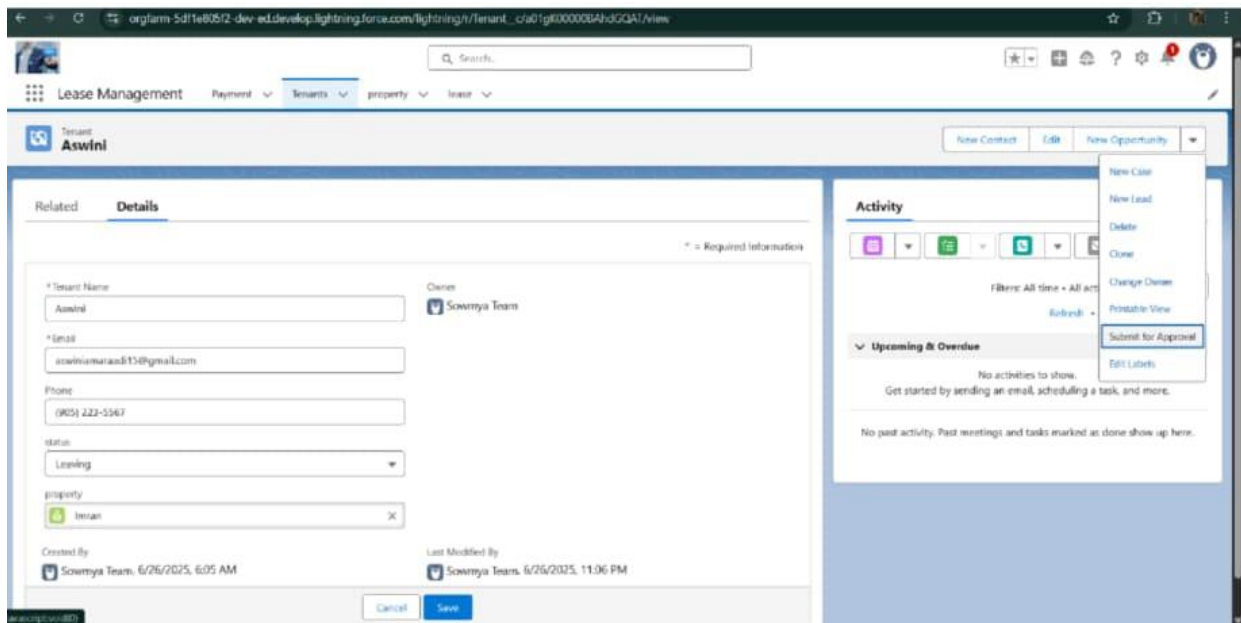 orgfarm-5df1e805f2-dev-ed.develop.lightning.force.com/lightning/r/Tenant__c/a01gK00000BAhdGQAT/view
Search...
Lease Management Payment Tenants property lease
Tenant
Aswini
New Contact Edit New Opportunity
New Case
New Lead
Delete
Clone
Change Owner
Printable View
Submit for Approval
Edit Labels
Related Details
* = Required Information
*Tenant Name
Aswini
Owner
Sowmya Team
*Email
Phone
(905) 223-5567
status
Leaving
property
Imran
Created By
Sowmya Team, 6/26/2025, 6:05 AM
Last Modified By
Sowmya Team, 6/26/2025, 11:06 PM
Cancel Save
Activity
Filters: All time • All
Refresh •
Upcoming & Overdue
No activities to show.
Get started by sending an email, scheduling a task, and more.
No past activity. Past meetings and tasks marked as done show up here.